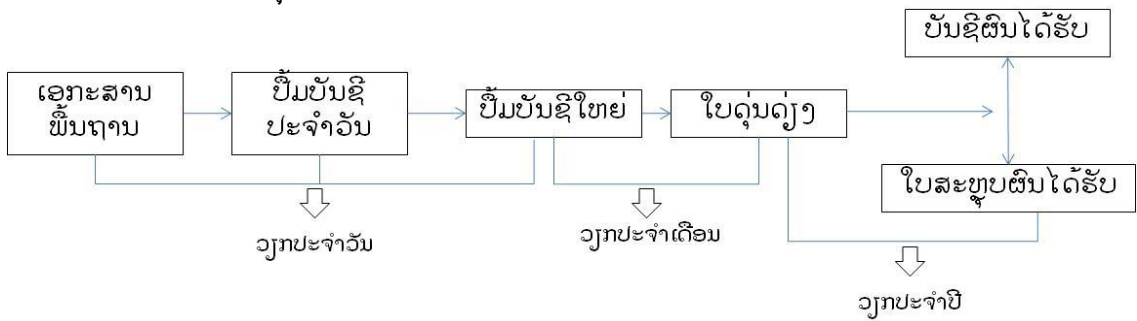 ບັນຊີຜົນໄດ້ຮັບ
ເອກະສານ
ພື້ນຖານ
ປຶ້ມບັນຊີ
ປະຈຳວັນ
ປຶ້ມບັນຊີໃຫຍ່
ໃບດຸ່ນດ່ຽງ
ໃບສະຫຼຸບຜົນໄດ້ຮັບ
ວຽກປະຈຳວັນ
ວຽກປະຈຳເດືອນ
ວຽກປະຈຳປີ